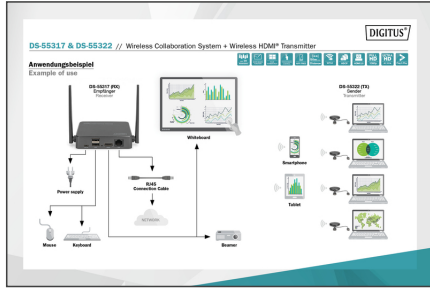 DIGITUS®
DS-55317 & DS-55322 // Wireless Collaboration System + Wireless HDMI® Transmitter
Anwendungsbeispiel
Example of use
DS-55317 (RX)
Empfänger
Receiver
DS-55322 (TX)
Sender
Transmitter
Whiteboard
Smartphone
Power supply
RJ45
Connection Cable
Tablet
NETWORK
Mouse
Keyboard
Beamer